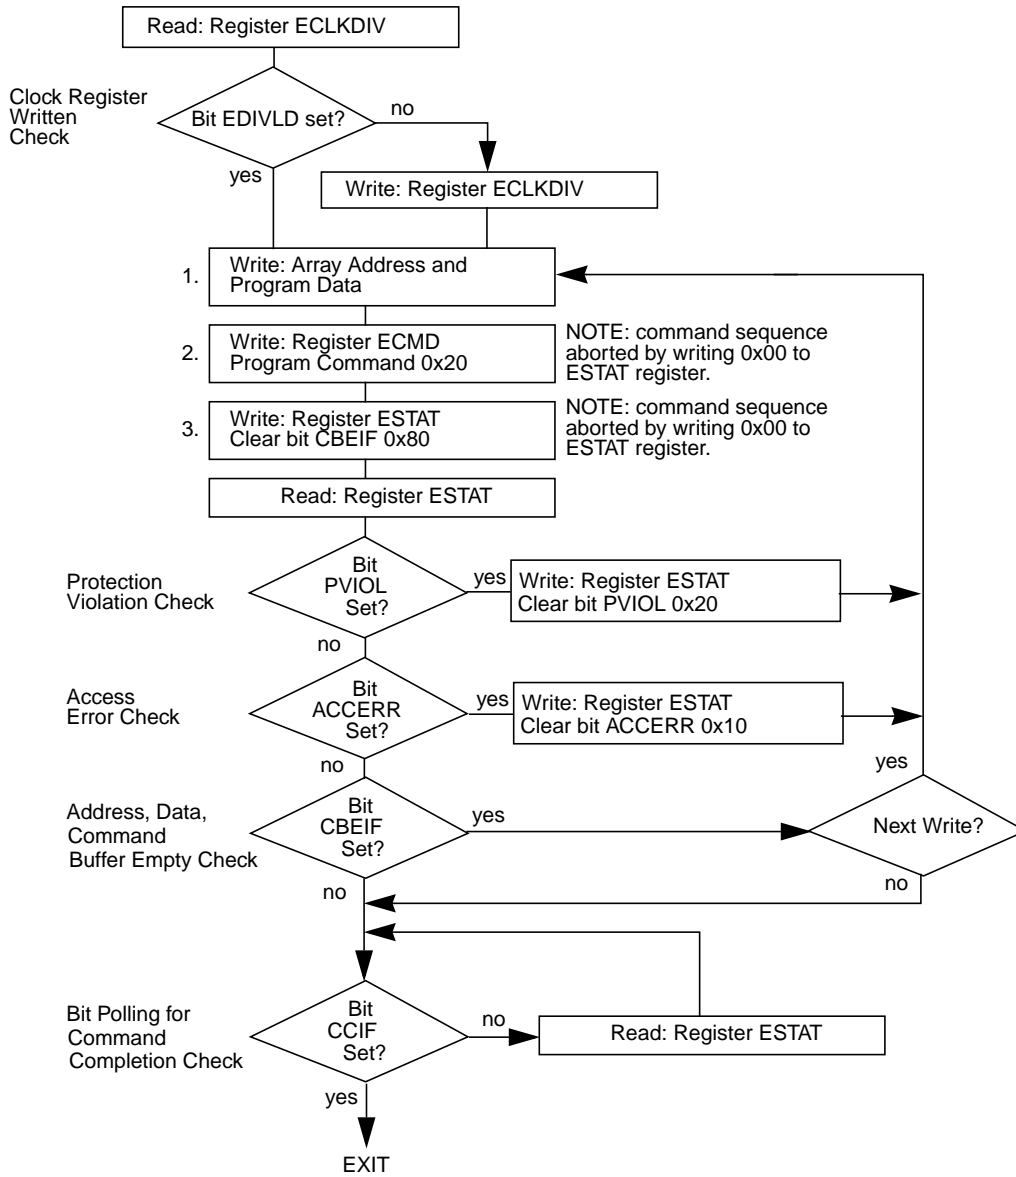 Read: Register ECLKDIV
Clock Register
Written
Check
Bit EDIVLD set?
no
yes
Write: Register ECLKDIV
1.
Write: Array Address and
Program Data
2.
Write: Register ECMD
Program Command 0x20
NOTE: command sequence
aborted by writing 0x00 to
ESTAT register.
3.
Write: Register ESTAT
Clear bit CBEIF 0x80
NOTE: command sequence
aborted by writing 0x00 to
ESTAT register.
Read: Register ESTAT
Protection
Violation Check
Bit
PVIOL
Set?
yes
Write: Register ESTAT
Clear bit PVIOL 0x20
no
Access
Error Check
Bit
ACCERR
Set?
yes
Write: Register ESTAT
Clear bit ACCERR 0x10
no
yes
Address, Data,
Command
Buffer Empty Check
Bit
CBEIF
Set?
yes
Next Write?
no
no
Bit Polling for
Command
Completion Check
Bit
CCIF
Set?
no
Read: Register ESTAT
yes
EXIT